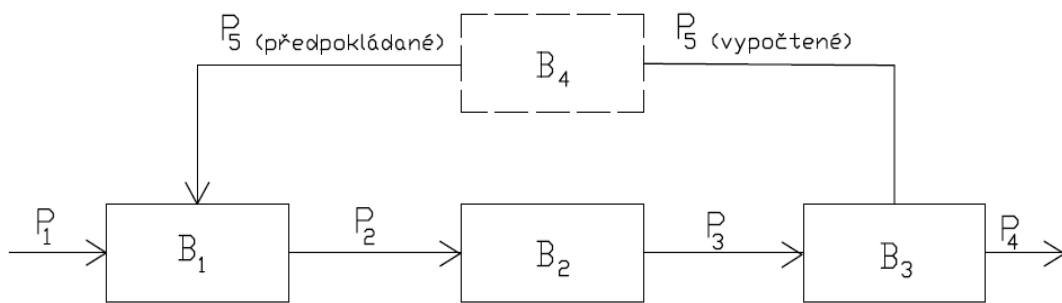 P5 (předpokládané)
P5 (vypočtené)
B4
P1
B1
P2
B2
P3
B3
P4